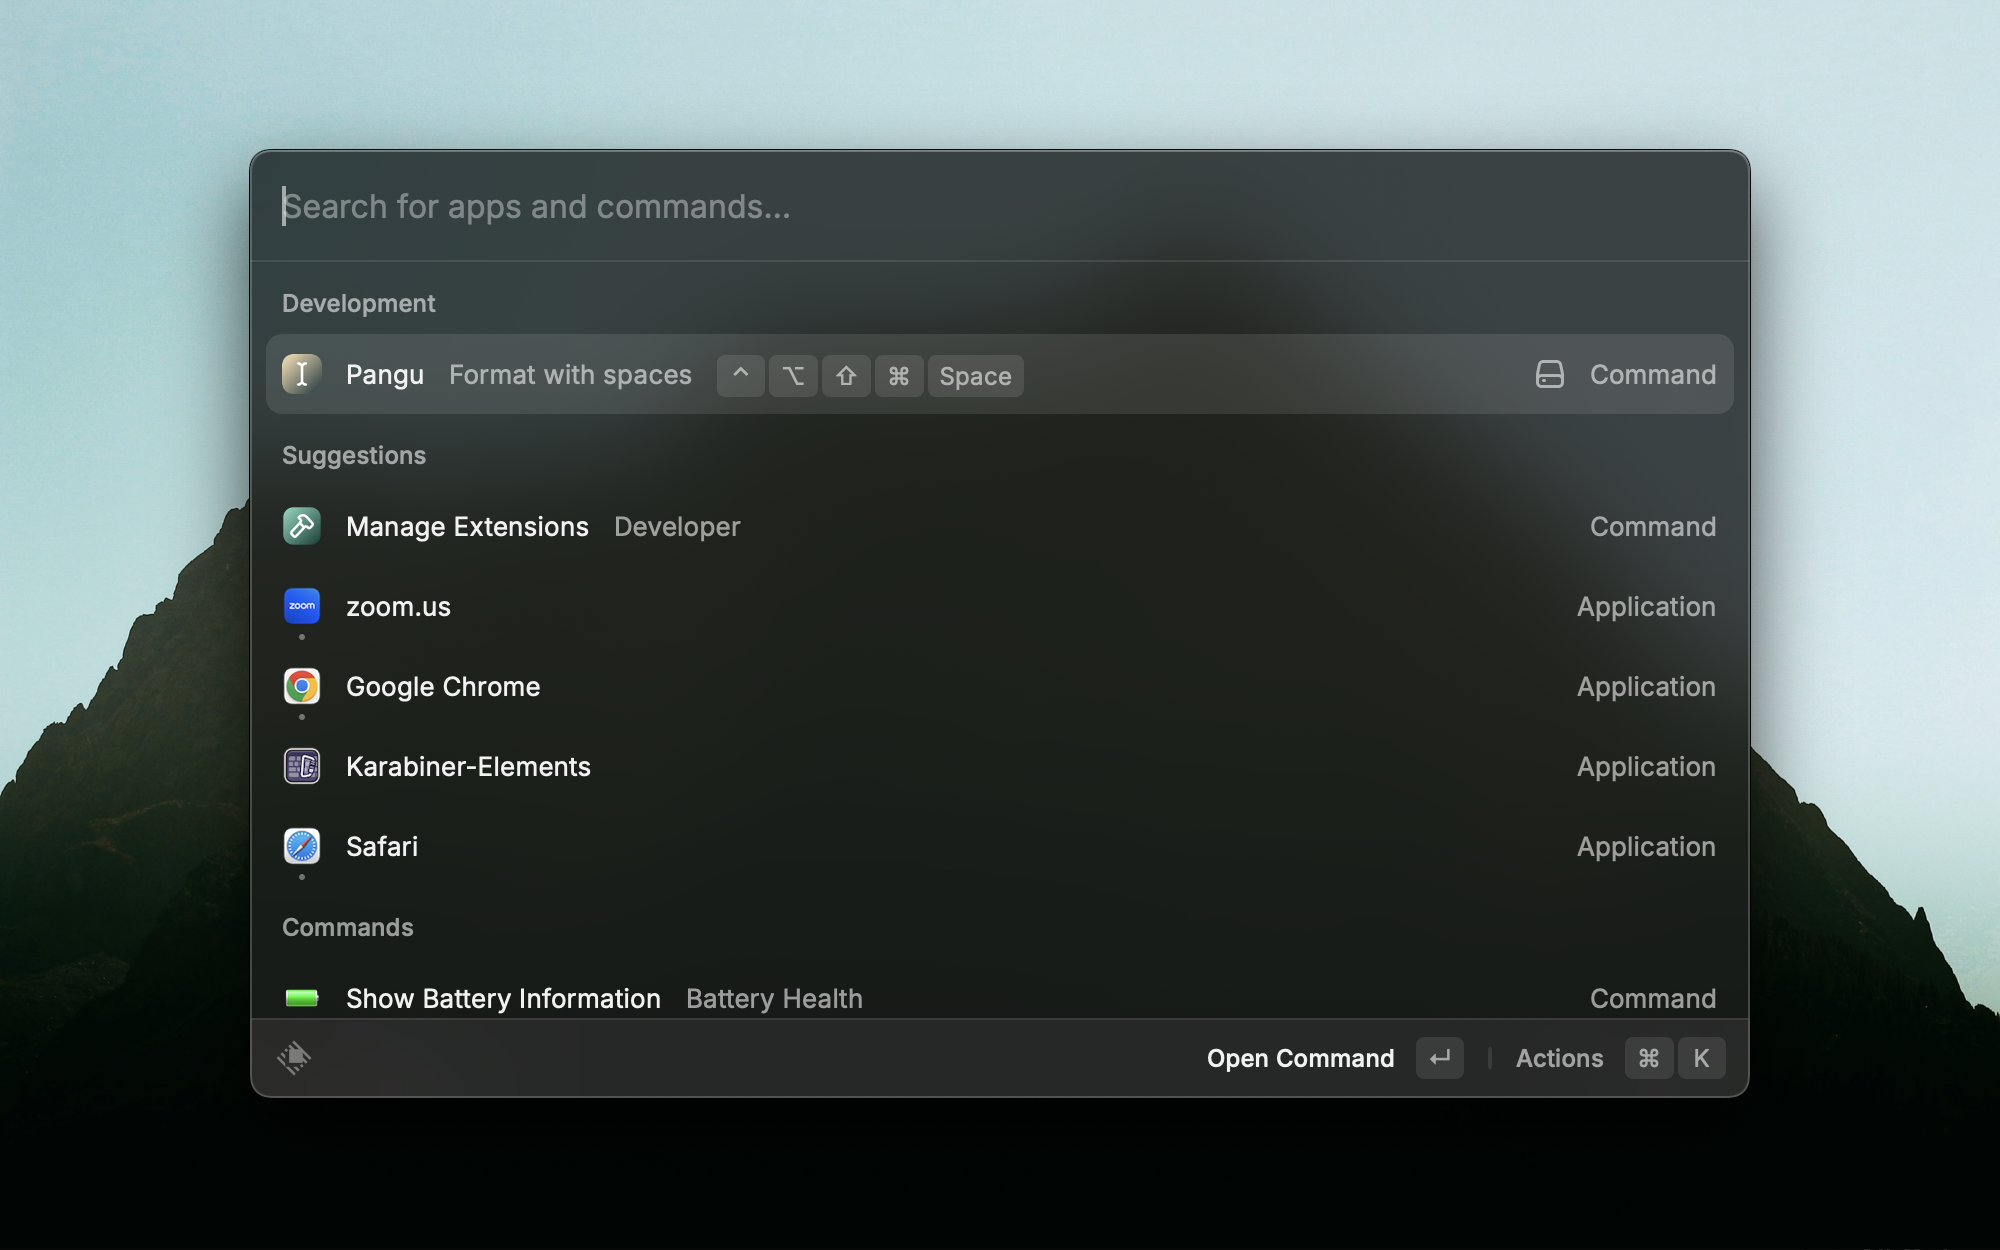 Search for apps and commands...
Development
Pangu Format with spaces ^ ⌥ ⇧ ⌘ Space Command
Suggestions
Manage Extensions Developer Command
zoom zoom.us Application
Google Chrome Application
Karabiner-Elements Application
Safari Application
Commands
Show Battery Information Battery Health Command
Open Command ↵ Actions ⌘ K